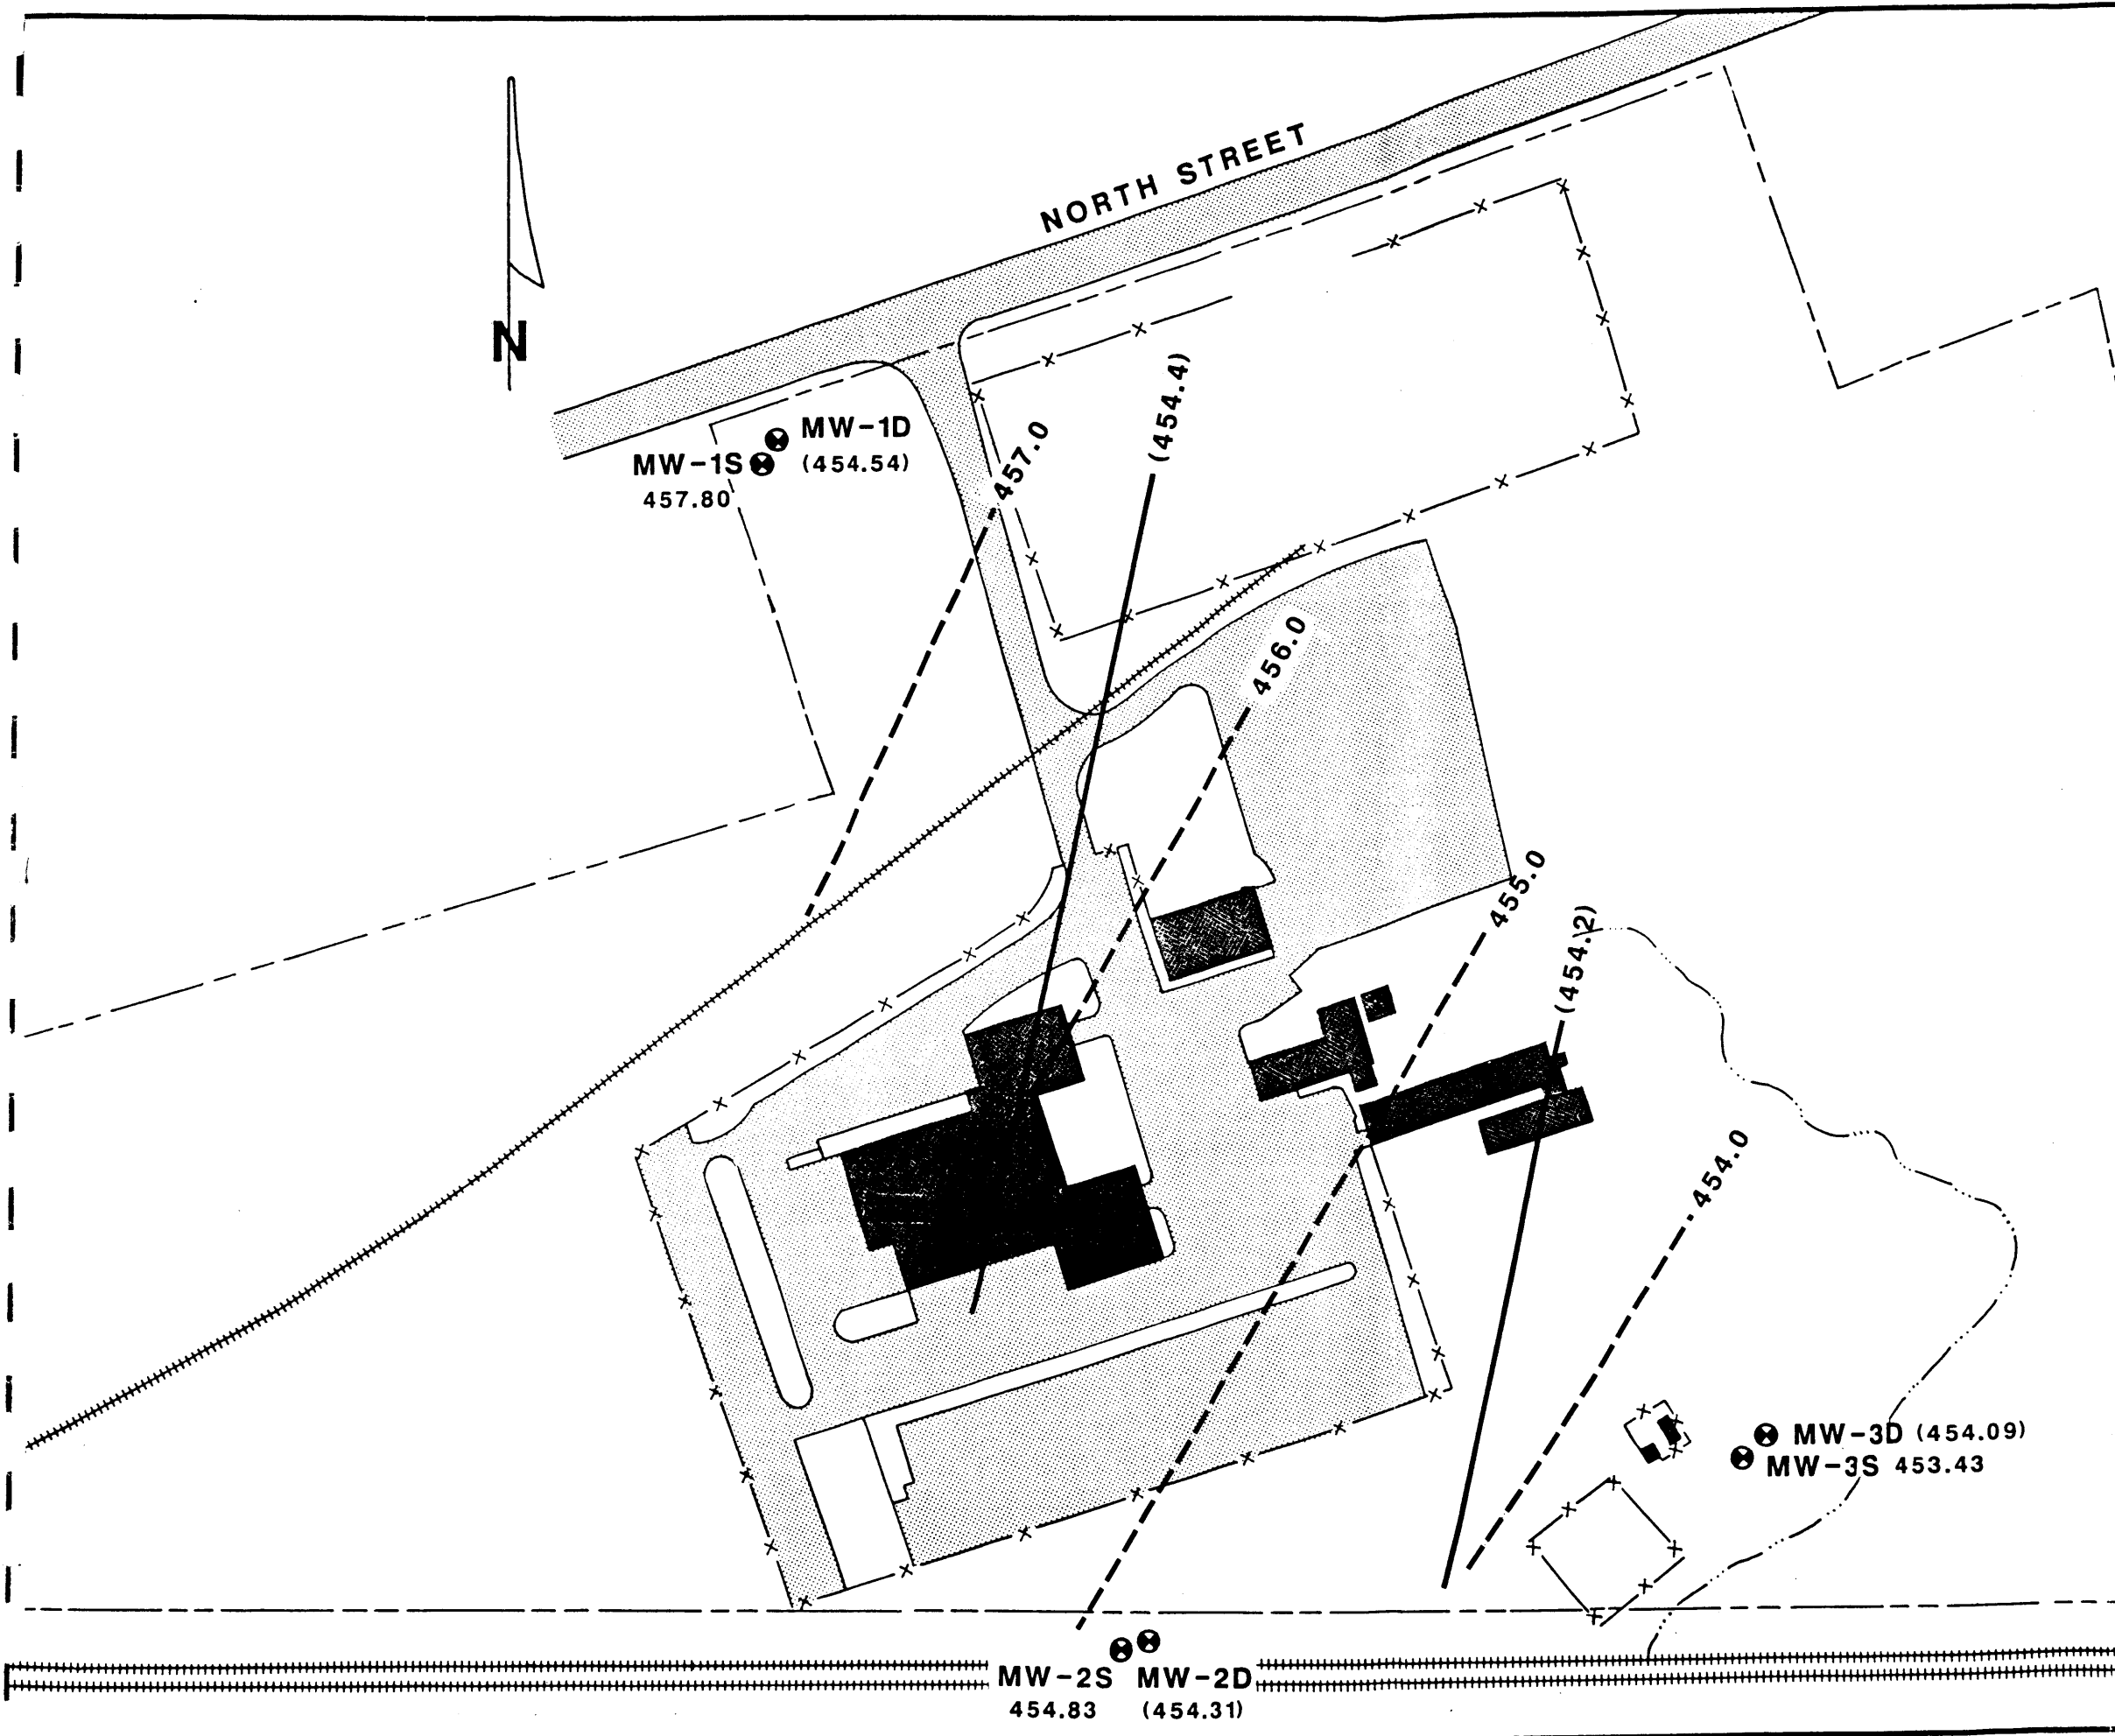 NORTH STREET
N
(454.4)
MW-1D
457.0
MW-1S (454.54)
457.80
456.0
455.0
(454.2)
454.0
MW-3D (454.09)
MW-3S 453.43
MW-2S MW-2D
454.83 (454.31)